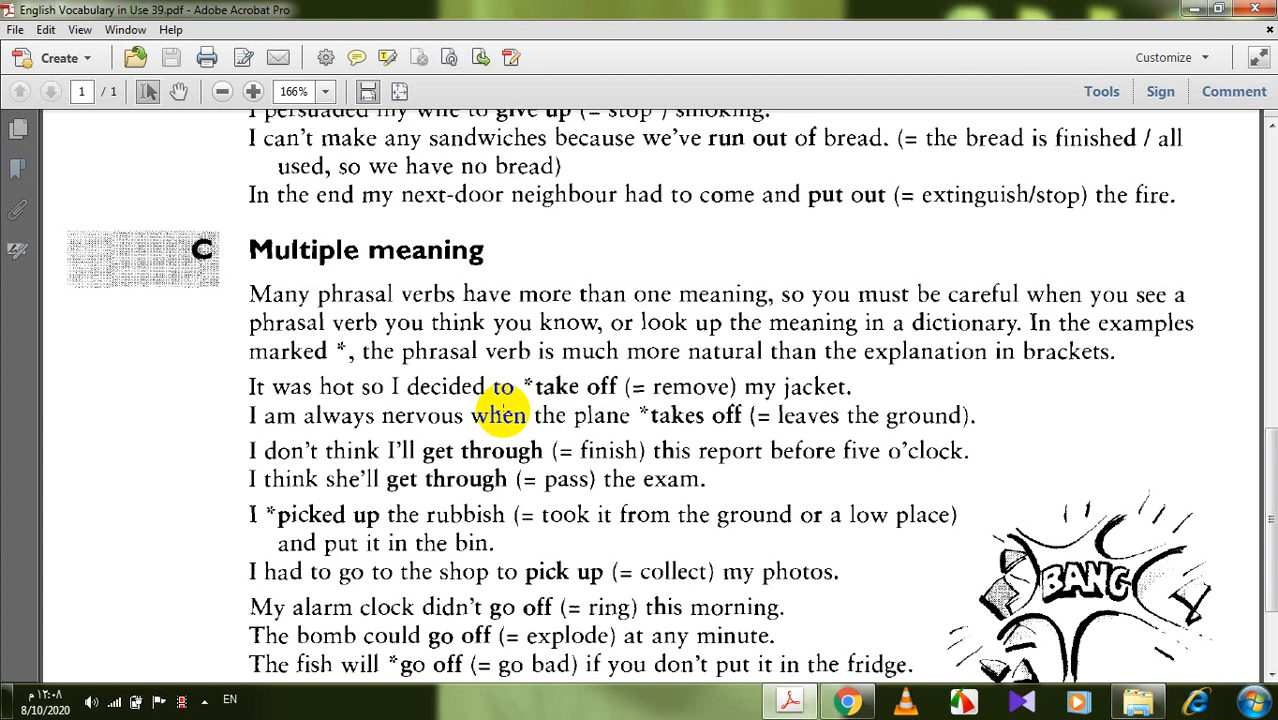 English Vocabulary in Use 39.pdf - Adobe Acrobat Pro
File Edit View Window Help
Create Customize
1 / 1 166% Tools Sign Comment
I persuaded my wife to give up (= stop ) smoking.
I can't make any sandwiches because we've run out of bread. (= the bread is finished / all
used, so we have no bread)
In the end my next-door neighbour had to come and put out (= extinguish/stop) the fire.
C Multiple meaning
Many phrasal verbs have more than one meaning, so you must be careful when you see a
phrasal verb you think you know, or look up the meaning in a dictionary. In the examples
marked *, the phrasal verb is much more natural than the explanation in brackets.
It was hot so I decided to *take off (= remove) my jacket.
I am always nervous when the plane *takes off (= leaves the ground).
I don't think I'll get through (= finish) this report before five o'clock.
I think she'll get through (= pass) the exam.
I *picked up the rubbish (= took it from the ground or a low place)
and put it in the bin.
I had to go to the shop to pick up (= collect) my photos.
My alarm clock didn't go off (= ring) this morning.
The bomb could go off (= explode) at any minute.
The fish will *go off (= go bad) if you don't put it in the fridge.
BANG
١٢:٠٨ م
8/10/2020
EN